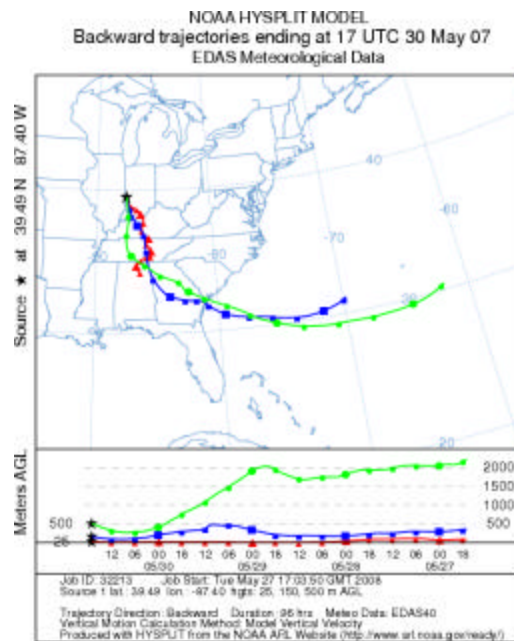 NOAA HYSPLIT MODEL
Backward trajectories ending at 17 UTC 30 May 07
EDAS Meteorological Data
Source ★ at 39.49 N 87.40 W
40
-60
-70
-80
-90
30
20
Meters AGL
2000
1500
1000
500
500
25
12 06 00 18 12 06 00 18 12 06 00 18 12 06 00 18
05/30 05/29 05/28 05/27
Job ID: 32213 Job Start: Tue May 27 17:03:50 GMT 2008
Source 1 lat.: 39.49 lon.: -87.40 hgts: 25, 150, 500 m AGL
Trajectory Direction: Backward Duration: 96 hrs Meteo Data: EDAS40
Vertical Motion Calculation Method: Model Vertical Velocity
Produced with HYSPLIT from the NOAA ARL Website (http://www.arl.noaa.gov/ready/)